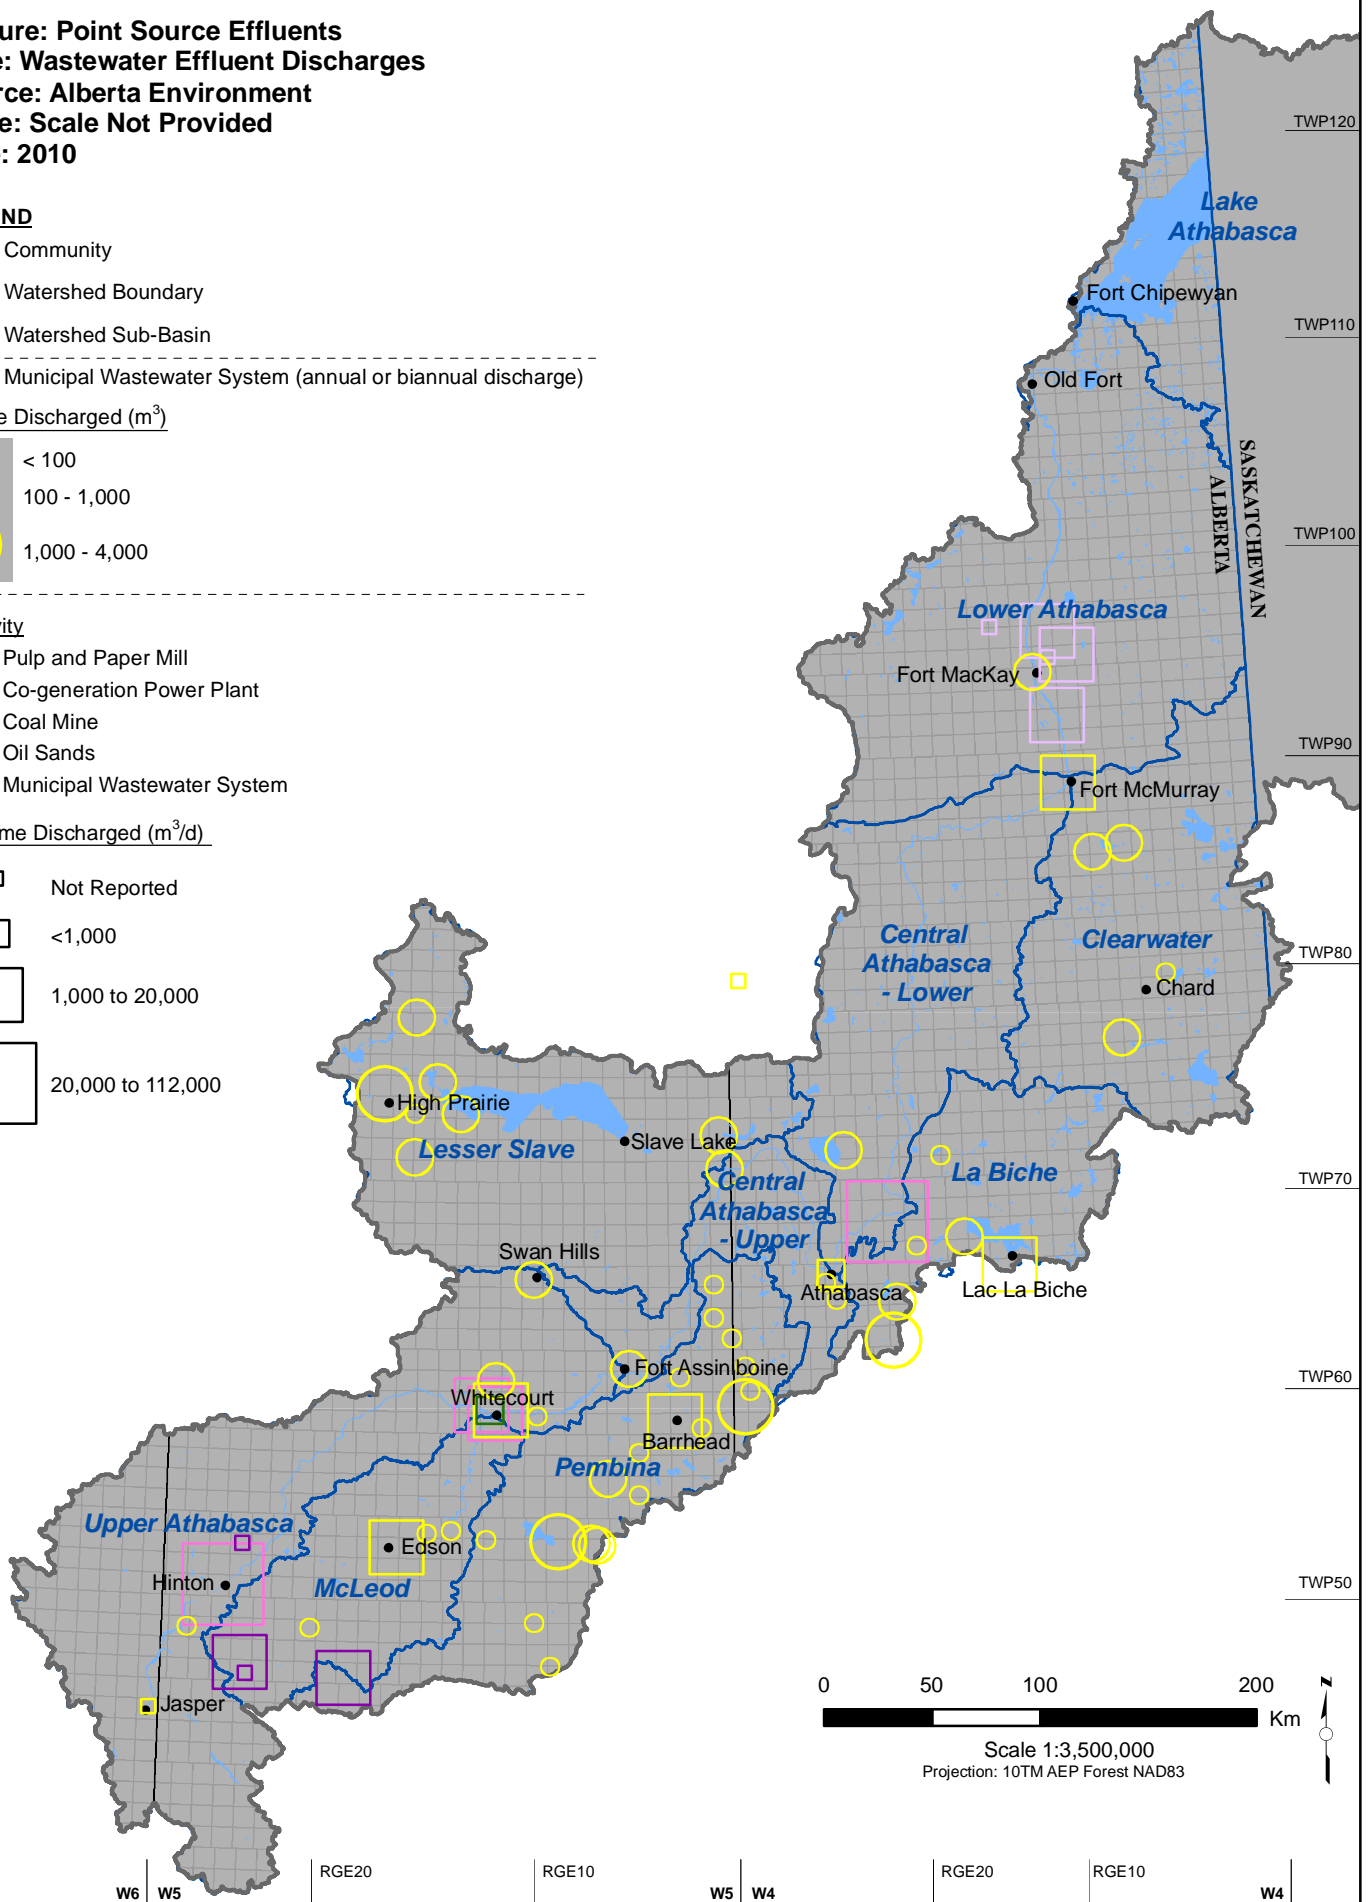 ure: Point Source Effluents
e: Wastewater Effluent Discharges
rce: Alberta Environment
e: Scale Not Provided
e: 2010
ND
Community
Watershed Boundary
Watershed Sub-Basin
Municipal Wastewater System (annual or biannual discharge)
e Discharged (m³)
< 100
100 - 1,000
1,000 - 4,000
vity
Pulp and Paper Mill
Co-generation Power Plant
Coal Mine
Oil Sands
Municipal Wastewater System
me Discharged (m³/d)
Not Reported
<1,000
1,000 to 20,000
20,000 to 112,000
TWP120
Lake
Athabasca
Fort Chipewyan
TWP110
Old Fort
SASKATCHEWAN
ALBERTA
TWP100
Lower Athabasca
Fort MacKay
TWP90
Fort McMurray
Central
Athabasca
- Lower
Clearwater
TWP80
Chard
High Prairie
Lesser Slave
Slave Lake
La Biche
TWP70
Central
Athabasca
- Upper
Swan Hills
Athabasca
Lac La Biche
Fort Assiniboine
TWP60
Whitecourt
Barrhead
Pembina
Upper Athabasca
Edson
Hinton
McLeod
TWP50
Jasper
0 50 100 200
Km
N
Scale 1:3,500,000
Projection: 10TM AEP Forest NAD83
RGE20 RGE10 RGE20 RGE10
W6 W5 W5 W4 W4